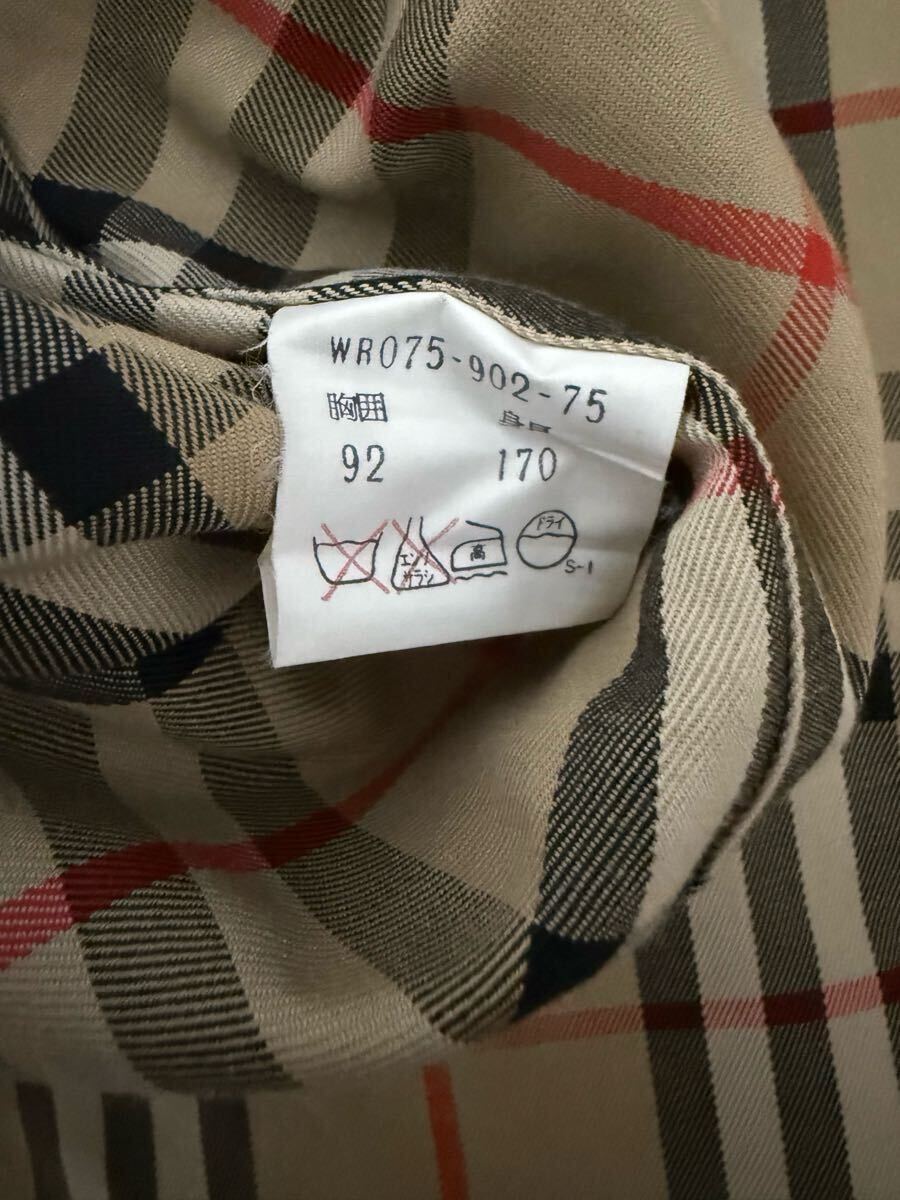 WR075-902-75
胸囲 身長
92 170
エンソサラシ 高 ドライ
S-1